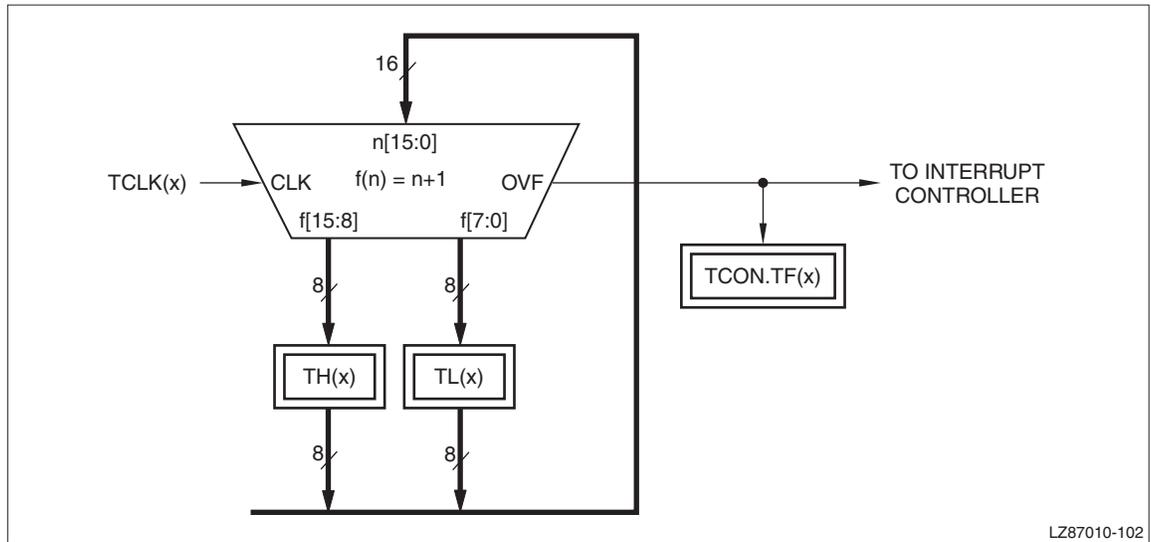 16
n[15:0]
TCLK(x)
CLK
f(n) = n+1
OVF
TO INTERRUPT
CONTROLLER
f[15:8]
f[7:0]
TCON.TF(x)
8
8
TH(x)
TL(x)
8
8
LZ87010-102